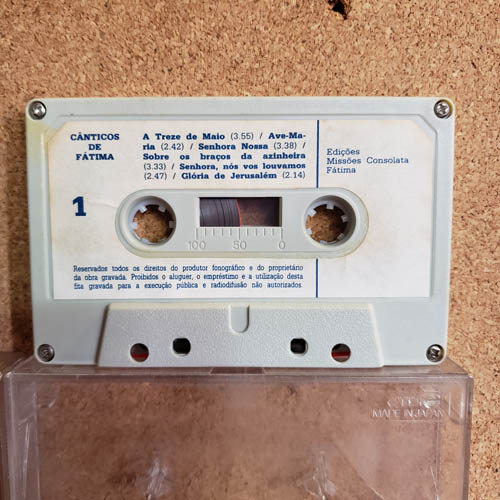 CÂNTICOS
DE
FÁTIMA
A Treze de Maio (3.55) / Ave-Ma-
ria (2.42) / Senhora Nossa (3.38) /
Sobre os braços da azinheira
(3.33) / Senhora, nós vos louvamos
(2.47) / Glória de Jerusalém (2.14)
Edições
Missões Consolata
Fátima
1
100 50 0
Reservados todos os direitos do produtor fonográfico e do proprietário
da obra gravada. Proibidos o aluguer, o empréstimo e a utilização desta
fita gravada para a execução pública e radiodifusão não autorizados.
MADE IN JAPAN